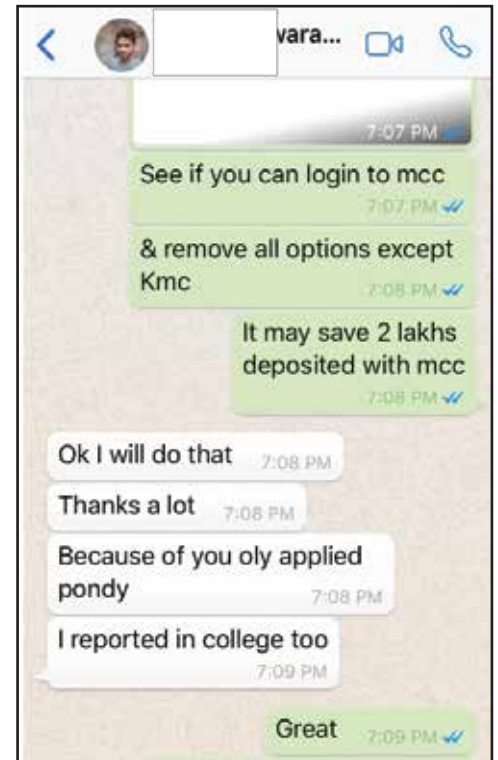 vara...
7:07 PM
See if you can login to mcc
7:07 PM
& remove all options except
Kmc
7:08 PM
It may save 2 lakhs
deposited with mcc
7:08 PM
Ok I will do that
7:08 PM
Thanks a lot
7:08 PM
Because of you oly applied
pondy
7:08 PM
I reported in college too
7:09 PM
Great
7:09 PM